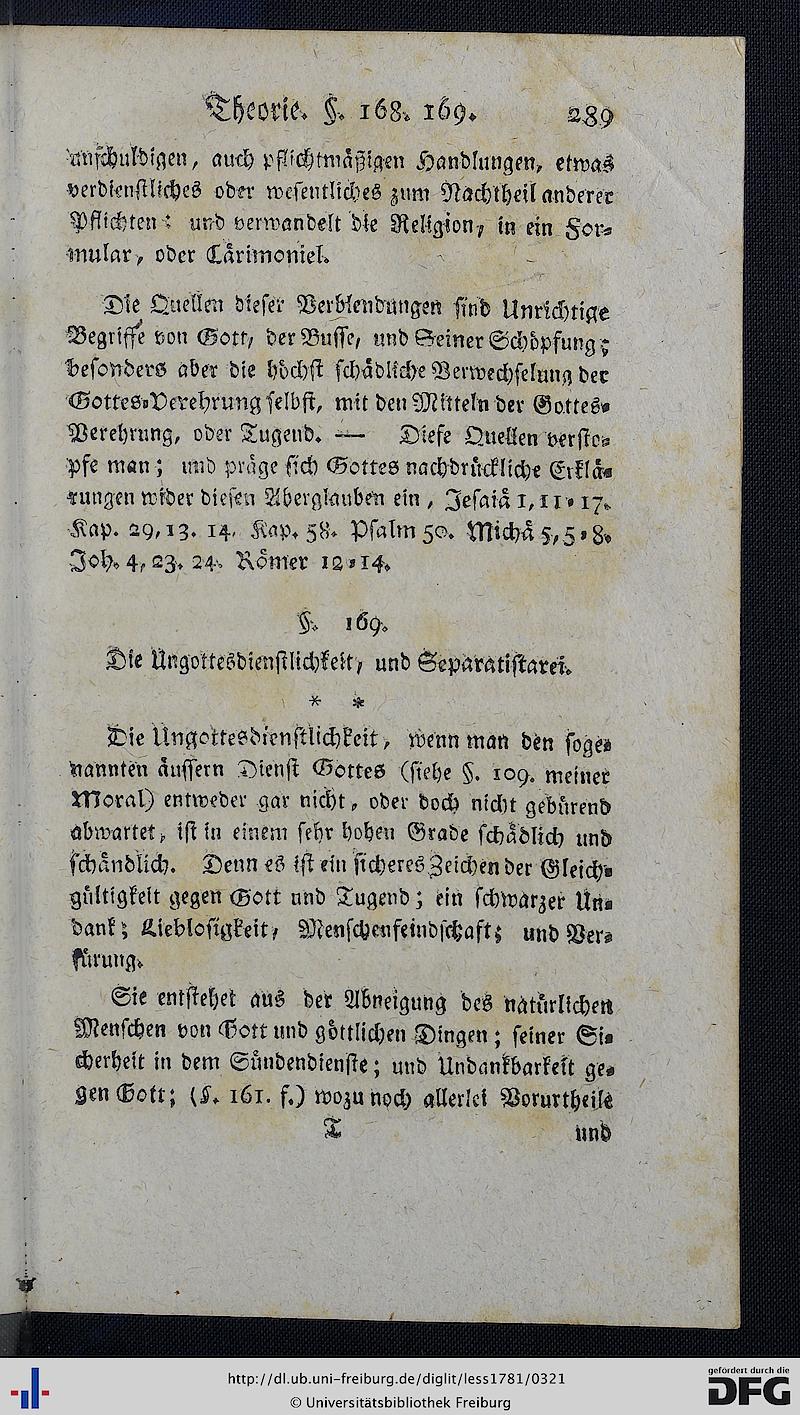 Theorie. §. 168. 169. 289
unschuldigen, auch pflichtmäßigen Handlungen, etwas
verdienstliches oder wesentliches zum Nachtheil anderer
Pflichten: und verwandelt die Religion, in ein For-
mular, oder Cärimoniel.
Die Quellen dieser Verblendungen sind Unrichtige
Begriffe von Gott, der Busse, und Seiner Schöpfung;
besonders aber die höchst schädliche Verwechselung der
Gottes-Verehrung selbst, mit den Mitteln der Gottes-
Verehrung, oder Tugend. — Diese Quellen versto-
pfe man; und präge sich Gottes nachdrückliche Erklä-
rungen wider diesen Aberglauben ein, Jesaiä 1, 11-17.
Kap. 29, 13. 14. Kap. 58. Psalm 50. Michä 5, 5-8.
Joh. 4, 23. 24. Römer 12-14.
§. 169.
Die Ungottesdienstlichkeit, und Separatistarei.
* *
Die Ungottesdienstlichkeit, wenn man den soge-
nannten äussern Dienst Gottes (siehe §. 109. meiner
Moral) entweder gar nicht, oder doch nicht gebürend
abwartet, ist in einem sehr hohen Grade schädlich und
schändlich. Denn es ist ein sicheres Zeichen der Gleich-
gültigkeit gegen Gott und Tugend; ein schwarzer Un-
dank; Lieblosigkeit, Menschenfeindschaft; und Ver-
fürung.
Sie entstehet aus der Abneigung des natürlichen
Menschen von Gott und göttlichen Dingen; seiner Si-
cherheit in dem Sündendienste; und Undankbarkeit ge-
gen Gott; (§. 161. f.) wozu noch allerlei Vorurtheile
T und
http://dl.ub.uni-freiburg.de/diglit/less1781/0321
© Universitätsbibliothek Freiburg
gefördert durch die
DFG